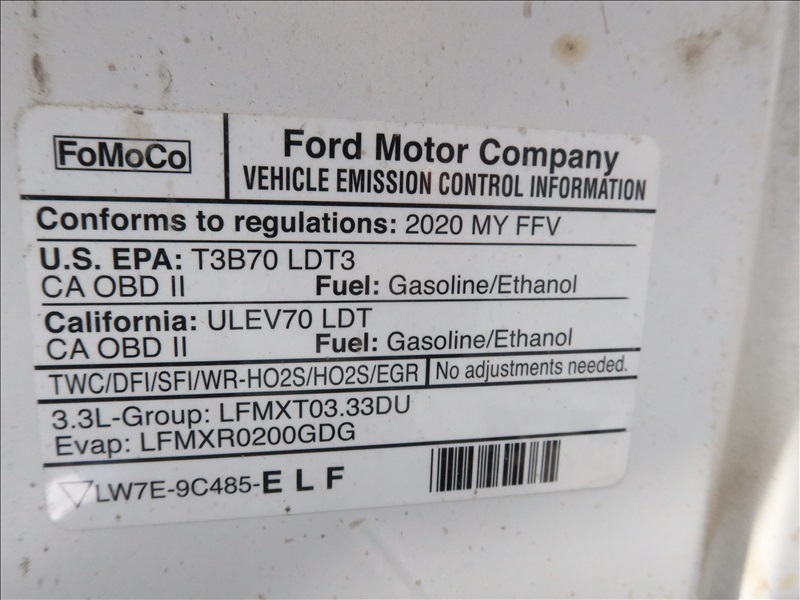 FoMoCo
Ford Motor Company
VEHICLE EMISSION CONTROL INFORMATION
Conforms to regulations: 2020 MY FFV
U.S. EPA: T3B70 LDT3
CA OBD II Fuel: Gasoline/Ethanol
California: ULEV70 LDT
CA OBD II Fuel: Gasoline/Ethanol
TWC/DFI/SFI/WR-HO2S/HO2S/EGR No adjustments needed.
3.3L-Group: LFMXT03.33DU
Evap: LFMXR0200GDG
LW7E-9C485-ELF